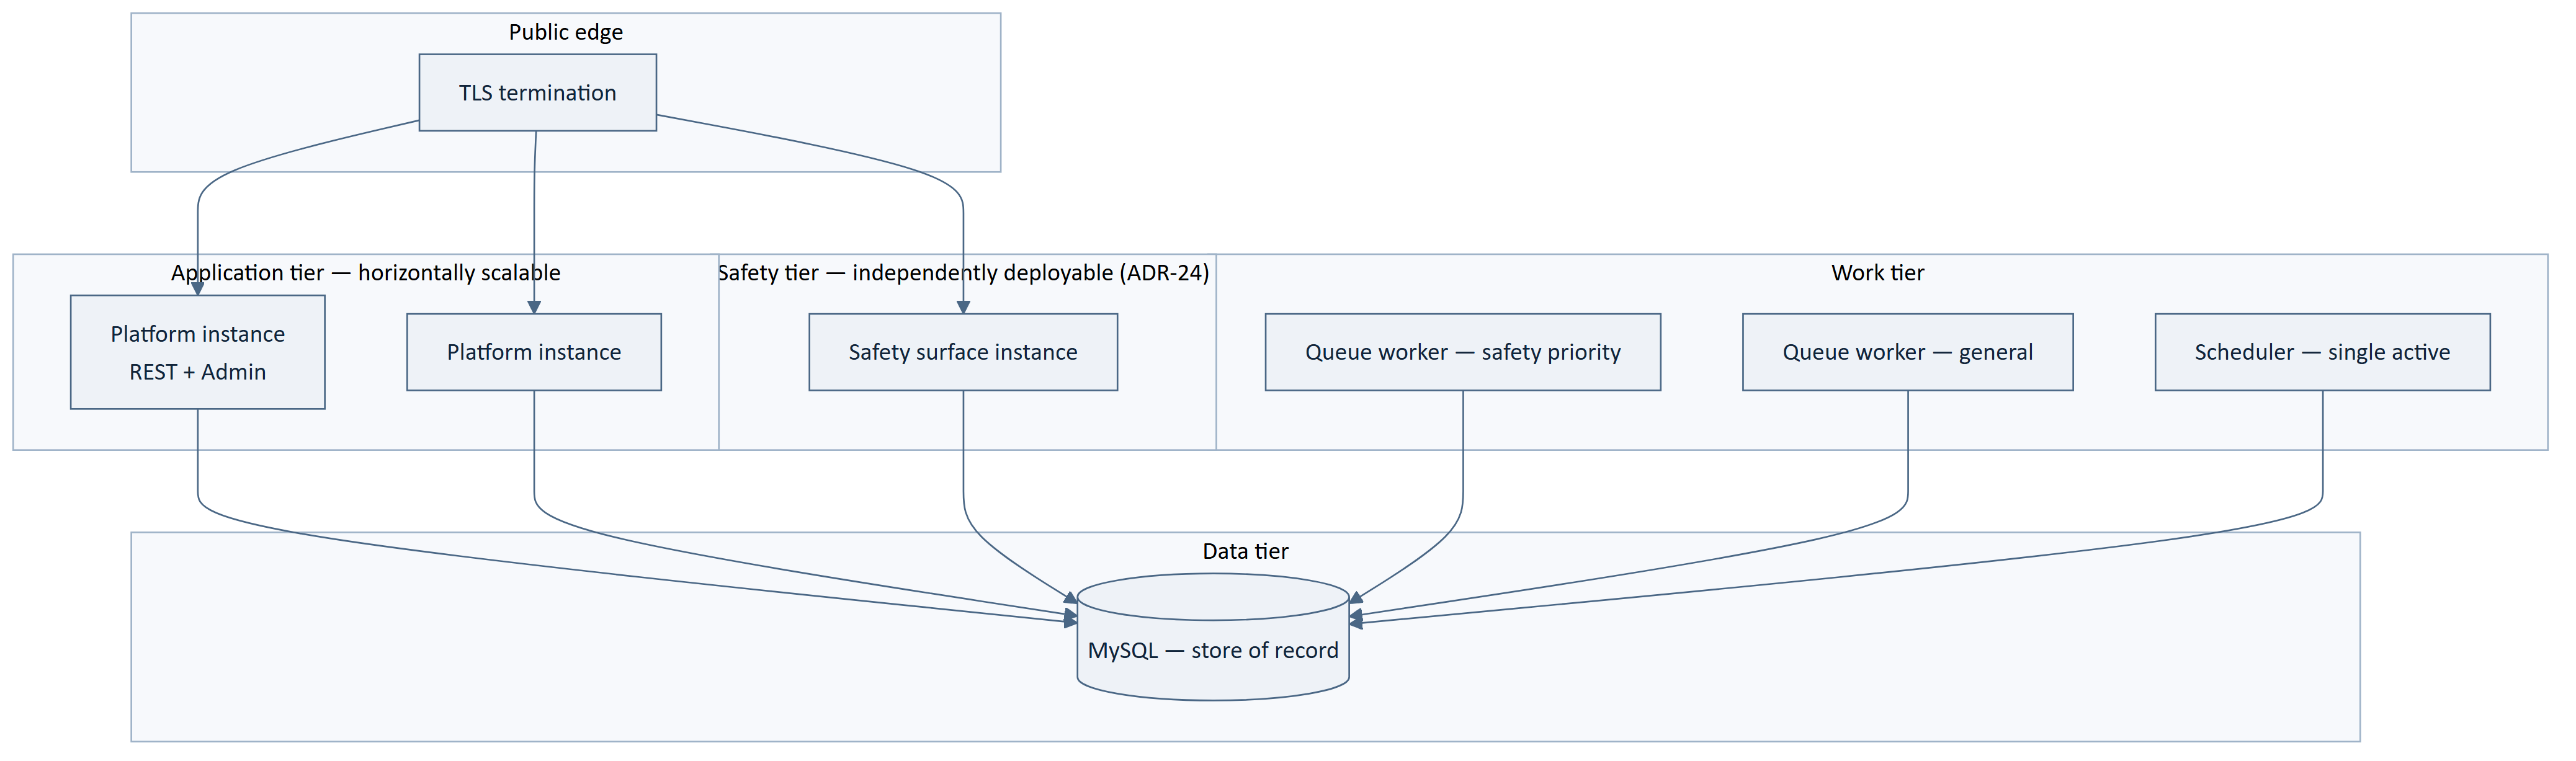 Public edge
TLS termination
Application tier — horizontally scalable
Safety tier — independently deployable (ADR-24)
Work tier
Platform instance
REST + Admin
Platform instance
Safety surface instance
Queue worker — safety priority
Queue worker — general
Scheduler — single active
Data tier
MySQL — store of record